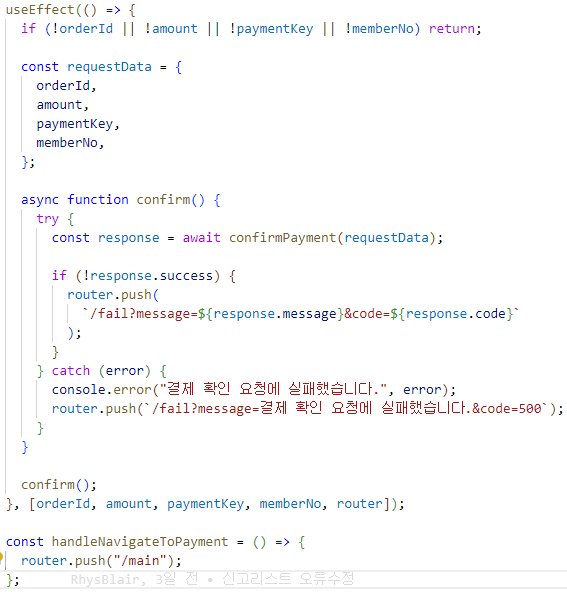 useEffect(() => {
  if (!orderId || !amount || !paymentKey || !memberNo) return;

  const requestData = {
    orderId,
    amount,
    paymentKey,
    memberNo,
  };

  async function confirm() {
    try {
      const response = await confirmPayment(requestData);

      if (!response.success) {
        router.push(
          `/fail?message=${response.message}&code=${response.code}`
        );
      }
    } catch (error) {
      console.error("결제 확인 요청에 실패했습니다.", error);
      router.push(`/fail?message=결제 확인 요청에 실패했습니다.&code=500`);
    }
  }

  confirm();
}, [orderId, amount, paymentKey, memberNo, router]);

const handleNavigateToPayment = () => {
  router.push("/main");
};     RhysBlair, 3일 전 • 신고리스트 오류수정